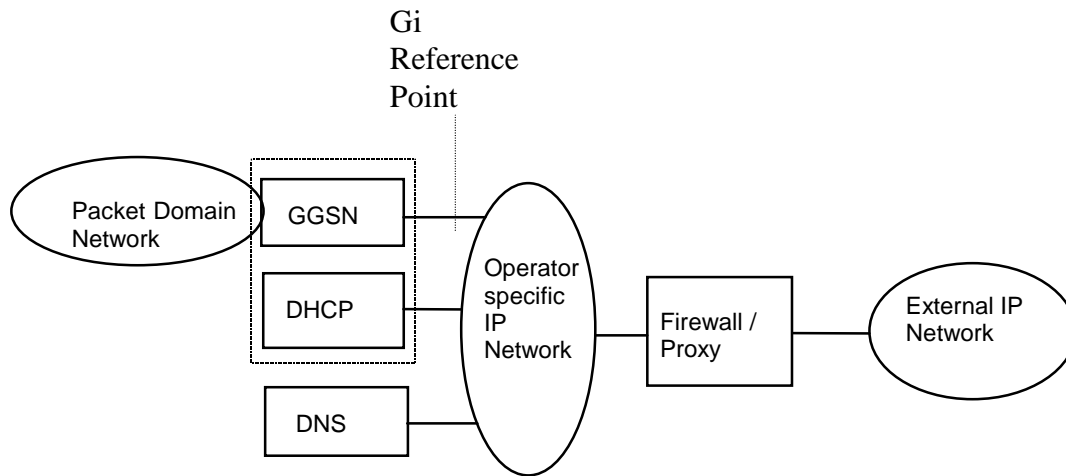 Gi
Reference
Point
Packet Domain
Network
GGSN
DHCP
DNS
Operator
specific
IP
Network
Firewall /
Proxy
External IP
Network